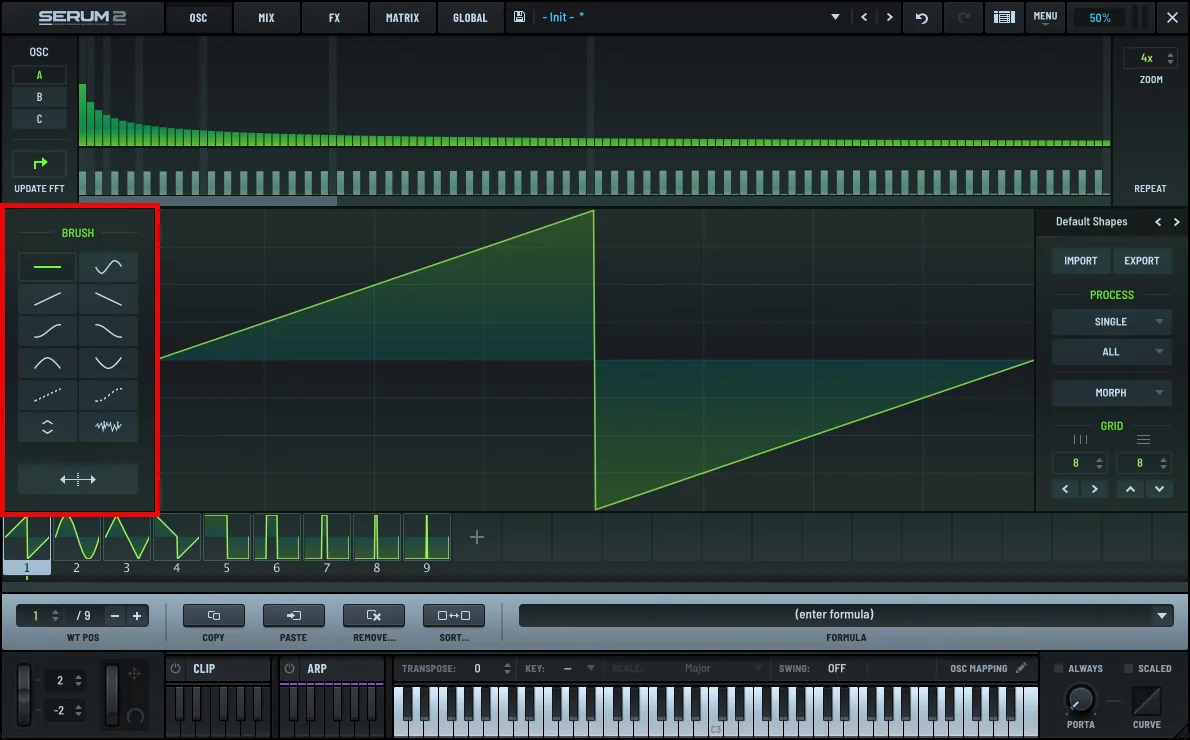 SERUM 2
OSC
MIX
FX
MATRIX
CLOBAL
- Init - *
MENU
50%
OSC
A
B
C
UPDATE FFT
4x
ZOOM
REPEAT
BRUSH
Default Shapes
IMPORT
EXPORT
PROCESS
SINGLE
ALL
MORPH
GRID
8
8
1
2
3
4
5
6
7
8
9
1
/ 9
WT POS
COPY
PASTE
REMOVE...
SORT...
(enter formula)
FORMULA
2
-2
CLIP
ARP
TRANSPOSE:
0
KEY:
–
SCALE:
Major
SWING:
OFF
OSC MAPPING
C3
ALWAYS
SCALED
PORTA
CURVE